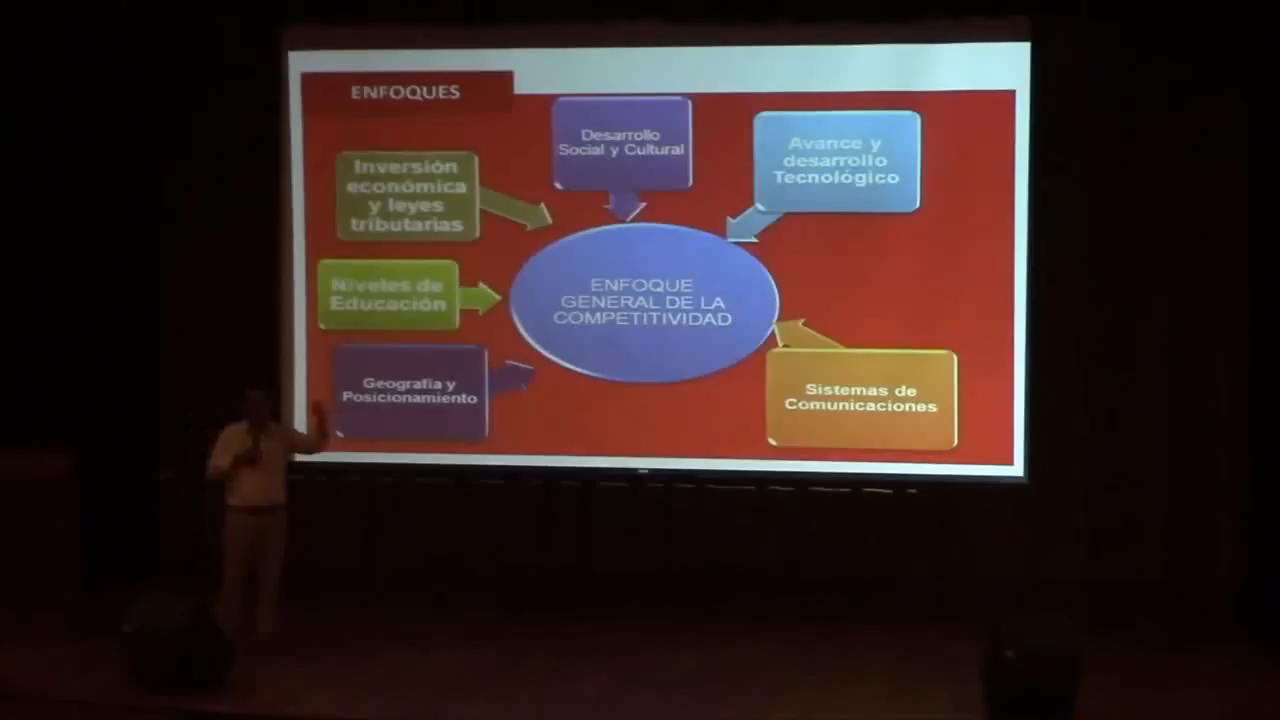 ENFOQUES
Desarrollo
Social y Cultural
Avance y
desarrollo
Tecnológico
Inversión
económica
y leyes
tributarias
Niveles de
Educación
ENFOQUE
GENERAL DE LA
COMPETITIVIDAD
Geografía y
Posicionamiento
Sistemas de
Comunicaciones